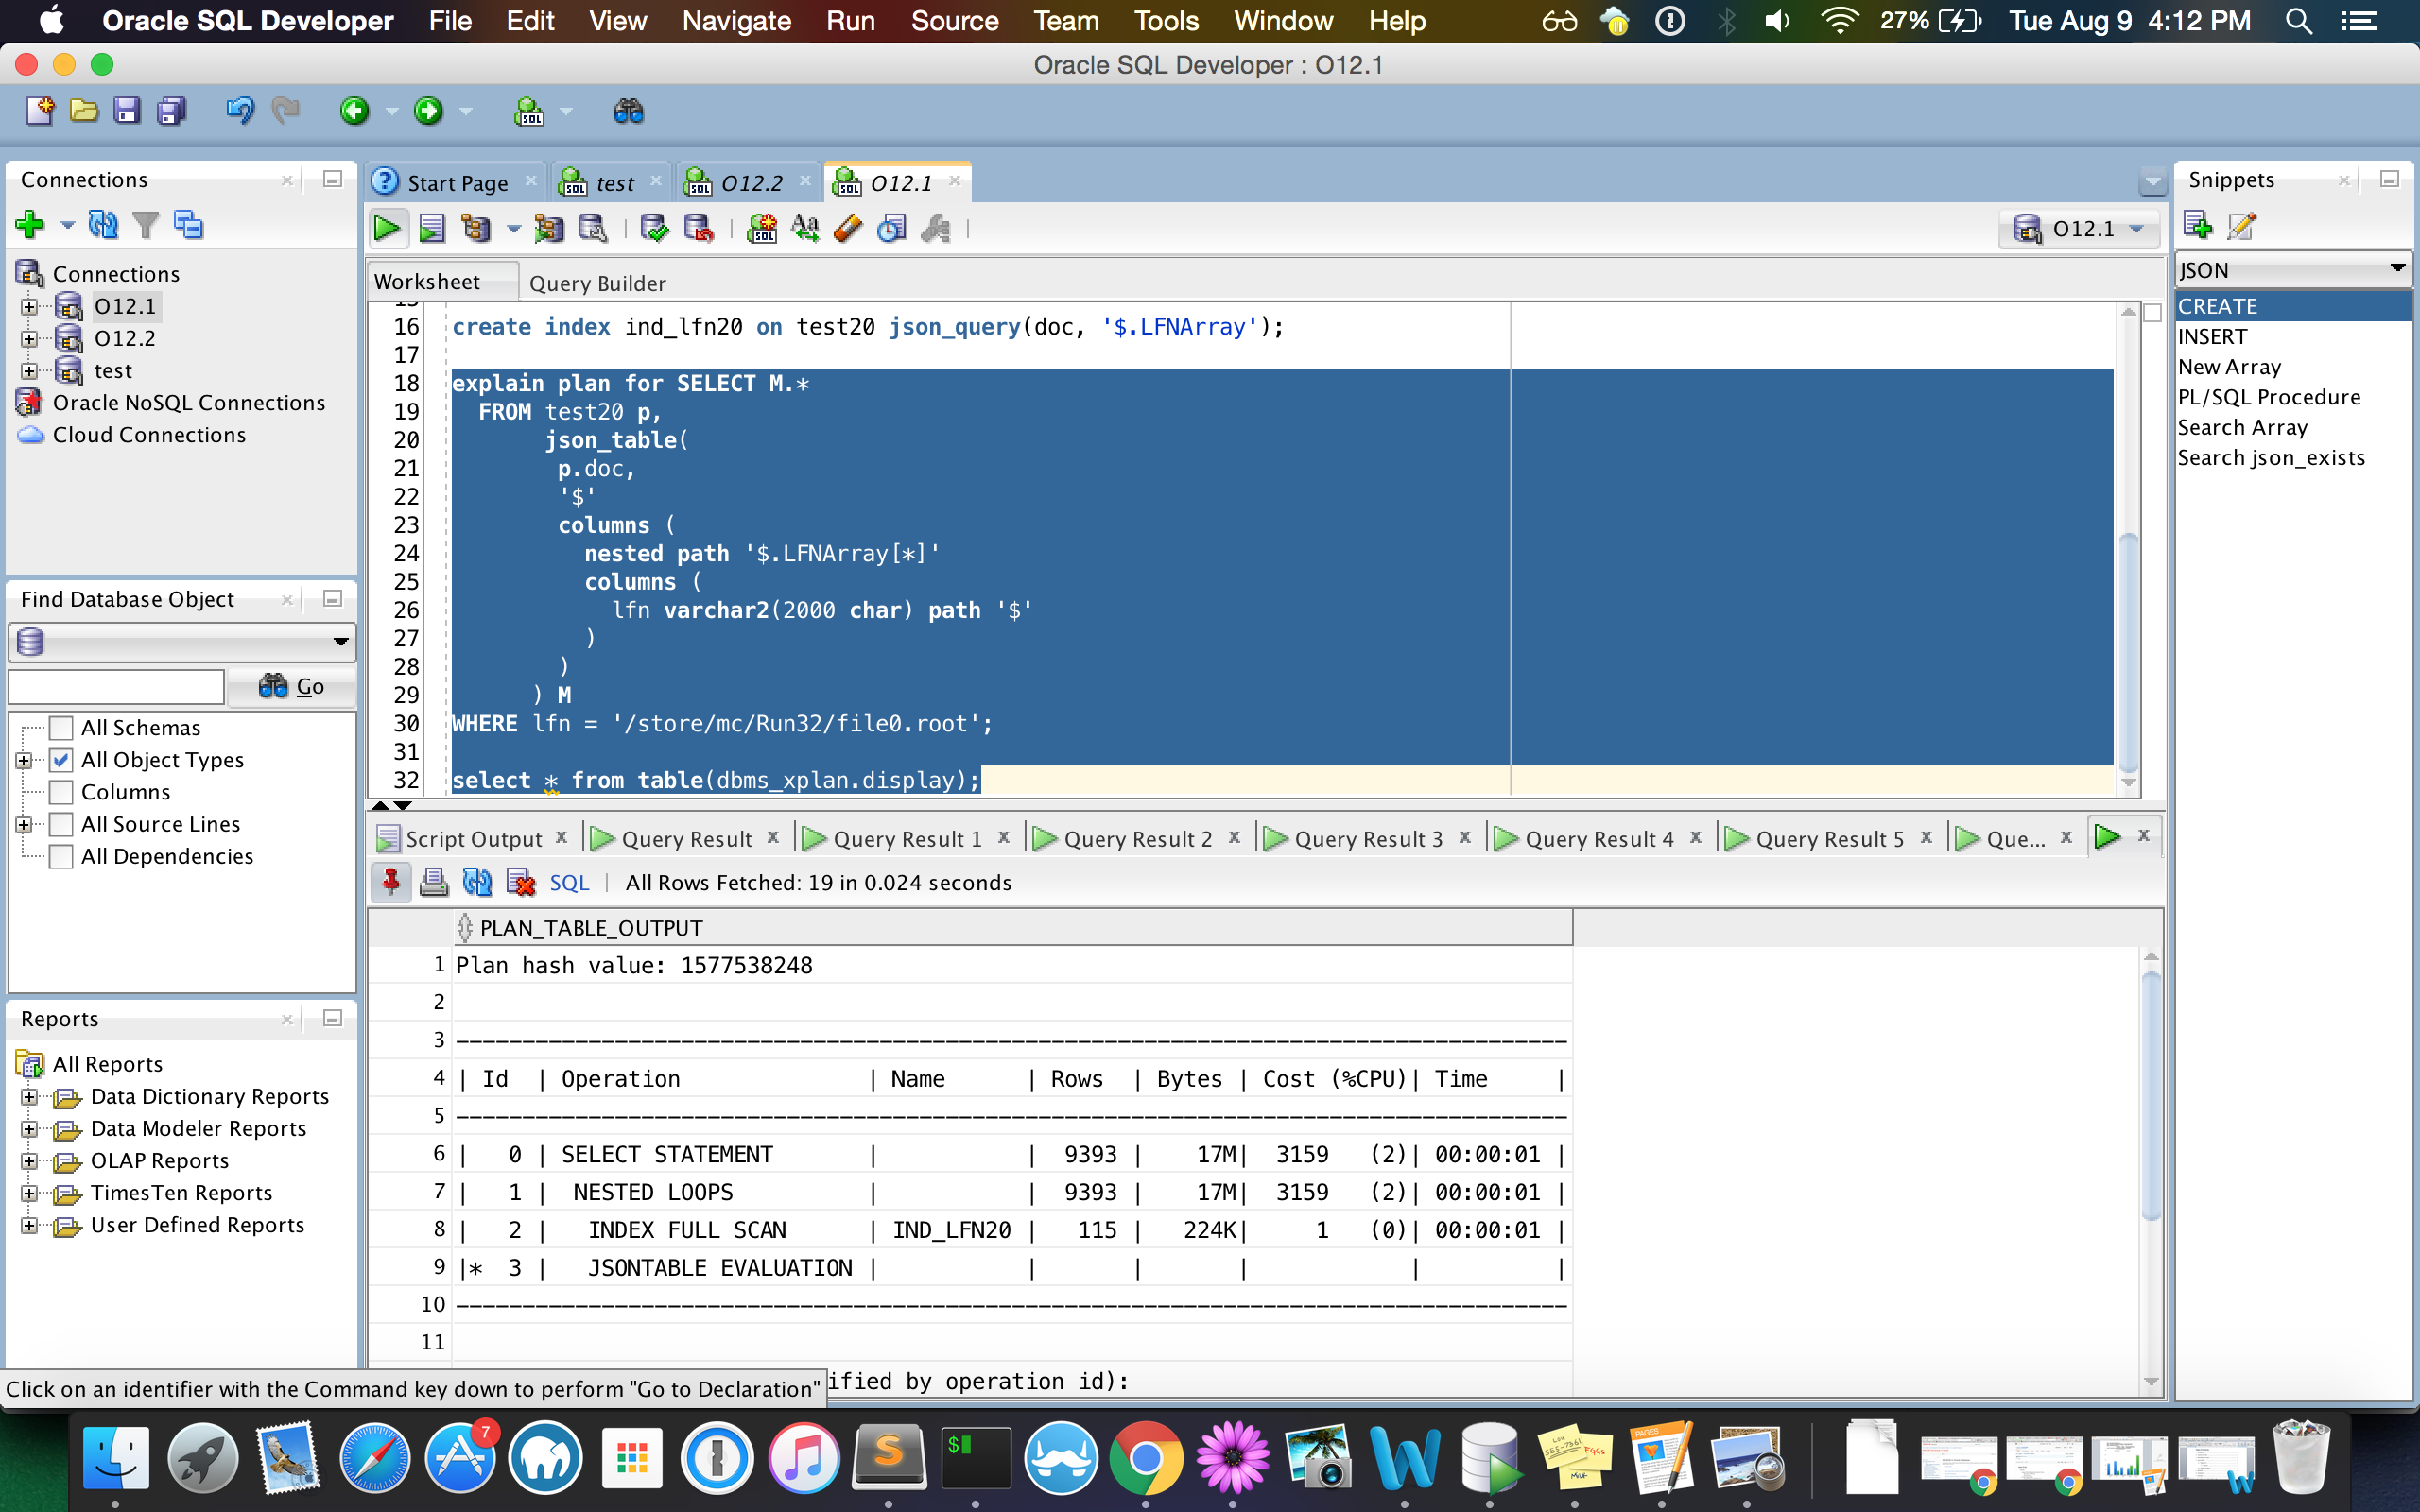 Oracle SQL Developer File Edit View Navigate Run Source Team Tools Window Help 27% Tue Aug 9 4:12 PM
Oracle SQL Developer : O12.1
Connections
Connections
O12.1
O12.2
test
Oracle NoSQL Connections
Cloud Connections
Find Database Object
Go
All Schemas
All Object Types
Columns
All Source Lines
All Dependencies
Reports
All Reports
Data Dictionary Reports
Data Modeler Reports
OLAP Reports
TimesTen Reports
User Defined Reports
Click on an identifier with the Command key down to perform "Go to Declaration"
Start Page test O12.2 O12.1
O12.1
Worksheet Query Builder
16 create index ind_lfn20 on test20 json_query(doc, '$.LFNArray');
17
18 explain plan for SELECT M.*
19 FROM test20 p,
20 json_table(
21 p.doc,
22 '$'
23 columns (
24 nested path '$.LFNArray[*]'
25 columns (
26 lfn varchar2(2000 char) path '$'
27 )
28 )
29 ) M
30 WHERE lfn = '/store/mc/Run32/file0.root';
31
32 select * from table(dbms_xplan.display);
Script Output Query Result Query Result 1 Query Result 2 Query Result 3 Query Result 4 Query Result 5 Que...
SQL | All Rows Fetched: 19 in 0.024 seconds
PLAN_TABLE_OUTPUT
1 Plan hash value: 1577538248
2
3 ------------------------------------------------------------------------------------
4 | Id | Operation | Name | Rows | Bytes | Cost (%CPU)| Time |
5 ------------------------------------------------------------------------------------
6 | 0 | SELECT STATEMENT | | 9393 | 17M| 3159 (2)| 00:00:01 |
7 | 1 | NESTED LOOPS | | 9393 | 17M| 3159 (2)| 00:00:01 |
8 | 2 | INDEX FULL SCAN | IND_LFN20 | 115 | 224K| 1 (0)| 00:00:01 |
9 |* 3 | JSONTABLE EVALUATION | | | | | |
10 ------------------------------------------------------------------------------------
11
ified by operation id):
Snippets
JSON
CREATE
INSERT
New Array
PL/SQL Procedure
Search Array
Search json_exists
7